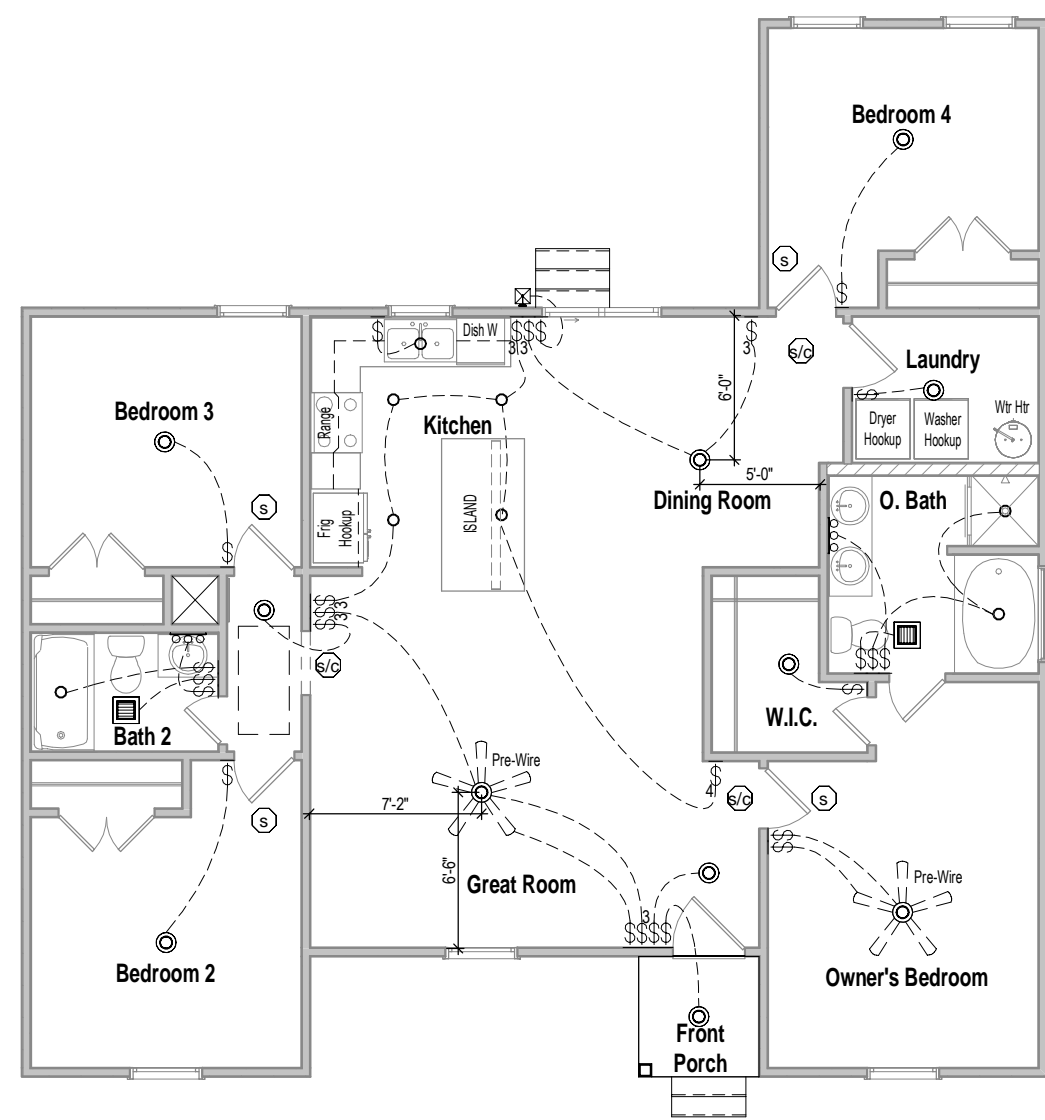 Bedroom 4
S
$
Dish W
$
$$$
3 3
$
3
s/c
Laundry
6'-0"
$
Dryer
Hookup
Washer
Hookup
Wtr Htr
Bedroom 3
Range
Kitchen
5'-0"
Dining Room
O. Bath
ISLAND
Frig
Hookup
S
$
$$$
3 3
s/c
$$$
$$$
Bath 2
W.I.C.
$
Pre-Wire
$
4
s/c
S
7'-2"
$
S
$$
6'-6"
Great Room
Pre-Wire
3
$$$$
Bedroom 2
Owner's Bedroom
Front
Porch